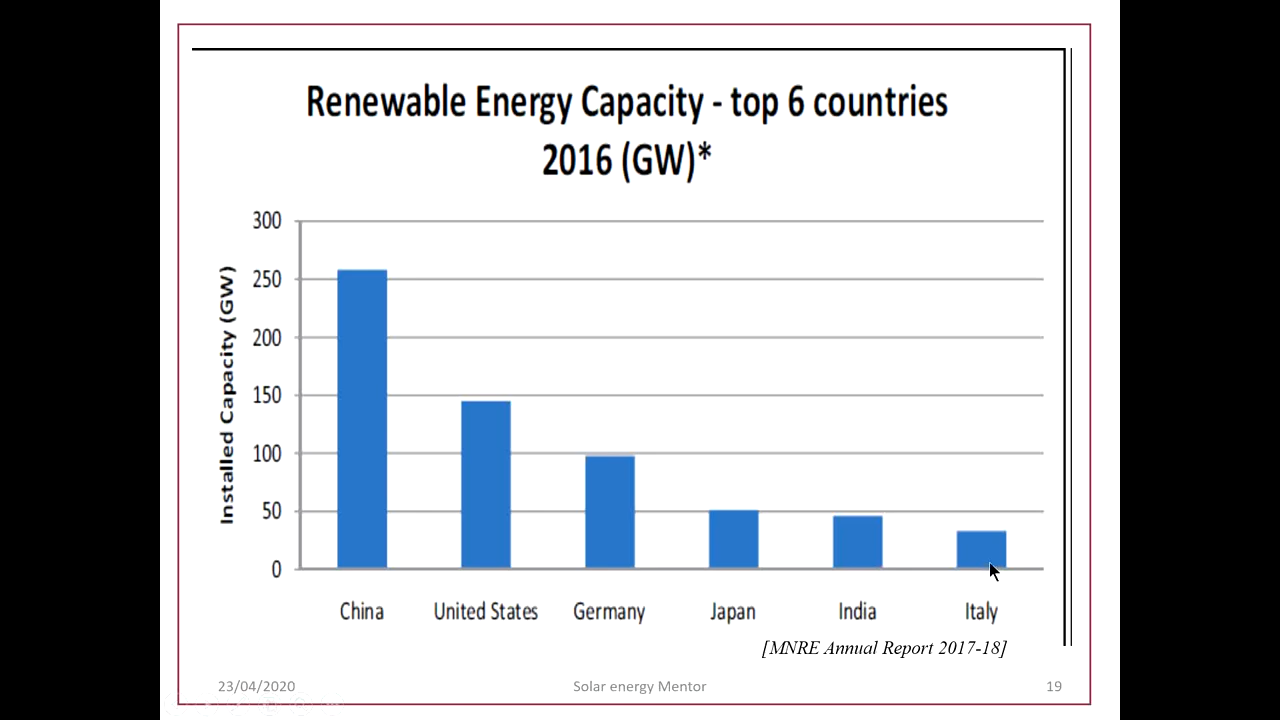 Renewable Energy Capacity - top 6 countries
2016 (GW)*
Installed Capacity (GW)
300
250
200
150
100
50
0
China United States Germany Japan India Italy
[MNRE Annual Report 2017-18]
23/04/2020 Solar energy Mentor 19